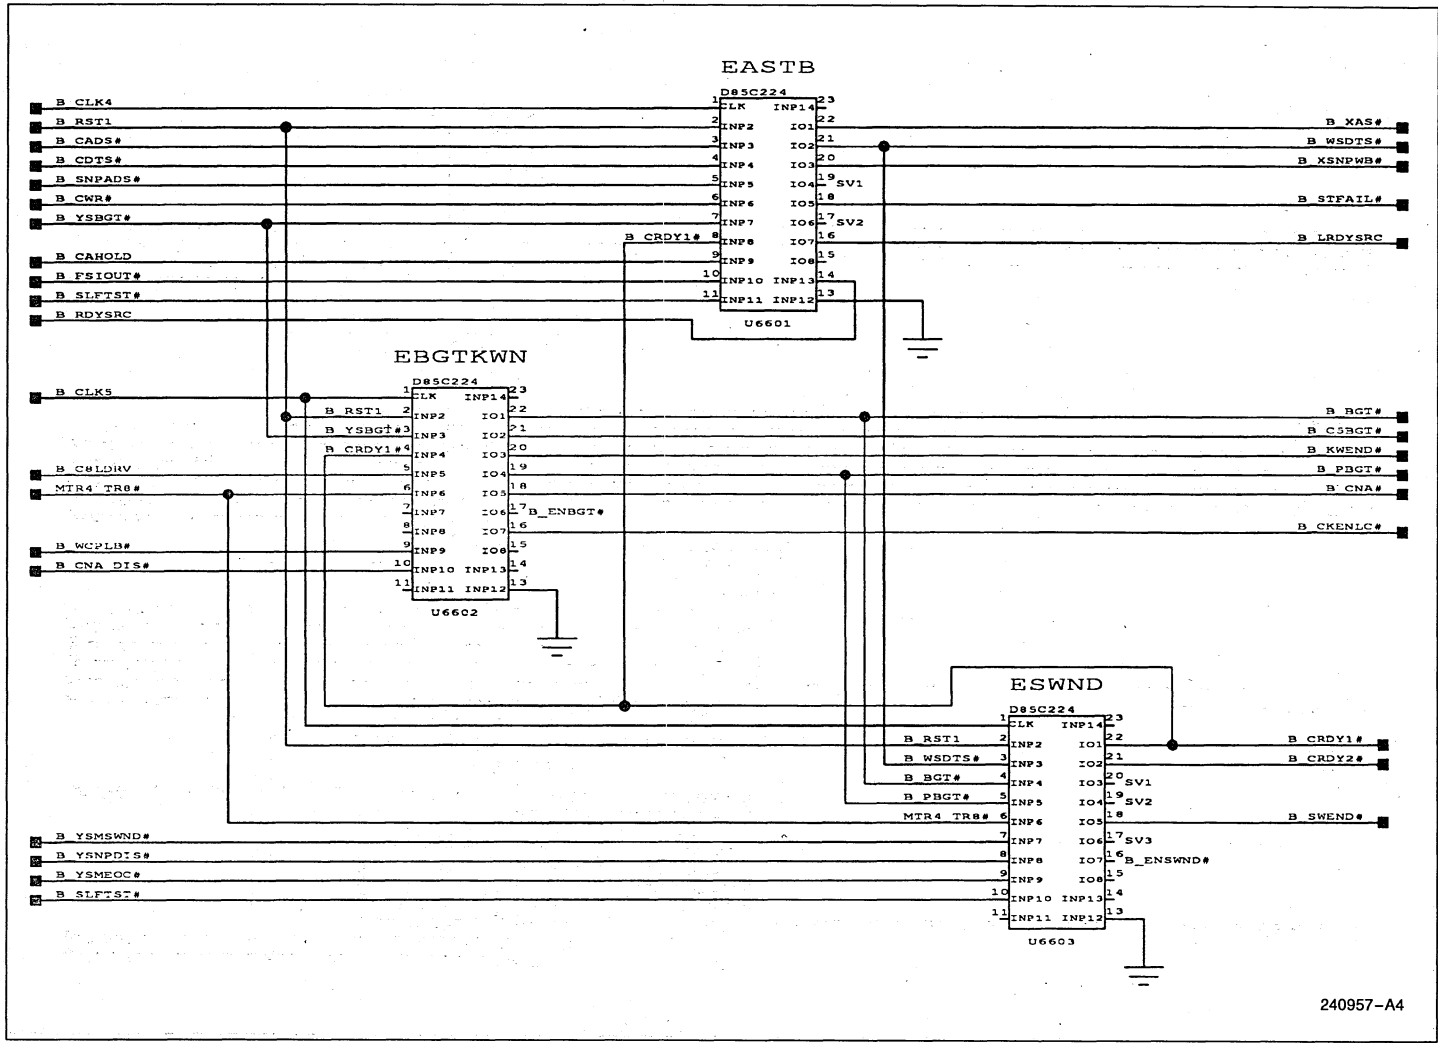 EASTB
D85C224
B CLK4 1 CLK INP14 23
B RST1 2 INP2 IO1 22 B XAS#
B CADS# 3 INP3 IO2 21 B WSDTS#
B CDTS# 4 INP4 IO3 20 B XSNPWB#
B SNPADS# 5 INP5 IO4 19 SV1
B CWR# 6 INP6 IO5 18 B STFAIL#
B YSBGT# 7 INP7 IO6 17 SV2
B CRDY1# 8 INP8 IO7 16 B LRDYSRC
B CAHOLD 9 INP9 IO8 15
B FSIOUT# 10 INP10 INP13 14
B SLFTST# 11 INP11 INP12 13
B RDYSRC
U6601
EBGTKWN
D85C224
B CLK5 1 CLK INP14 23
B RST1 2 INP2 IO1 22 B BGT#
B YSBGT# 3 INP3 IO2 21 B CSBGT#
B CRDY1# 4 INP4 IO3 20 B KWEND#
B C8LDRV 5 INP5 IO4 19 B PBGT#
MTR4 TR8# 6 INP6 IO5 18 B CNA#
7 INP7 IO6 17 B_ENBGT#
8 INP8 IO7 16 B CKENLC#
B WCPLB# 9 INP9 IO8 15
B CNA DIS# 10 INP10 INP13 14
11 INP11 INP12 13
U6602
ESWND
D85C224
1 CLK INP14 23
B RST1 2 INP2 IO1 22 B CRDY1#
B WSDTS# 3 INP3 IO2 21 B CRDY2#
B BGT# 4 INP4 IO3 20 SV1
B PBGT# 5 INP5 IO4 19 SV2
MTR4 TR8# 6 INP6 IO5 18 B SWEND#
B YSMSWND# 7 INP7 IO6 17 SV3
B YSNPDIS# 8 INP8 IO7 16 B_ENSWND#
B YSMEOC# 9 INP9 IO8 15
B SLFTST# 10 INP10 INP13 14
11 INP11 INP12 13
U6603
240957-A4